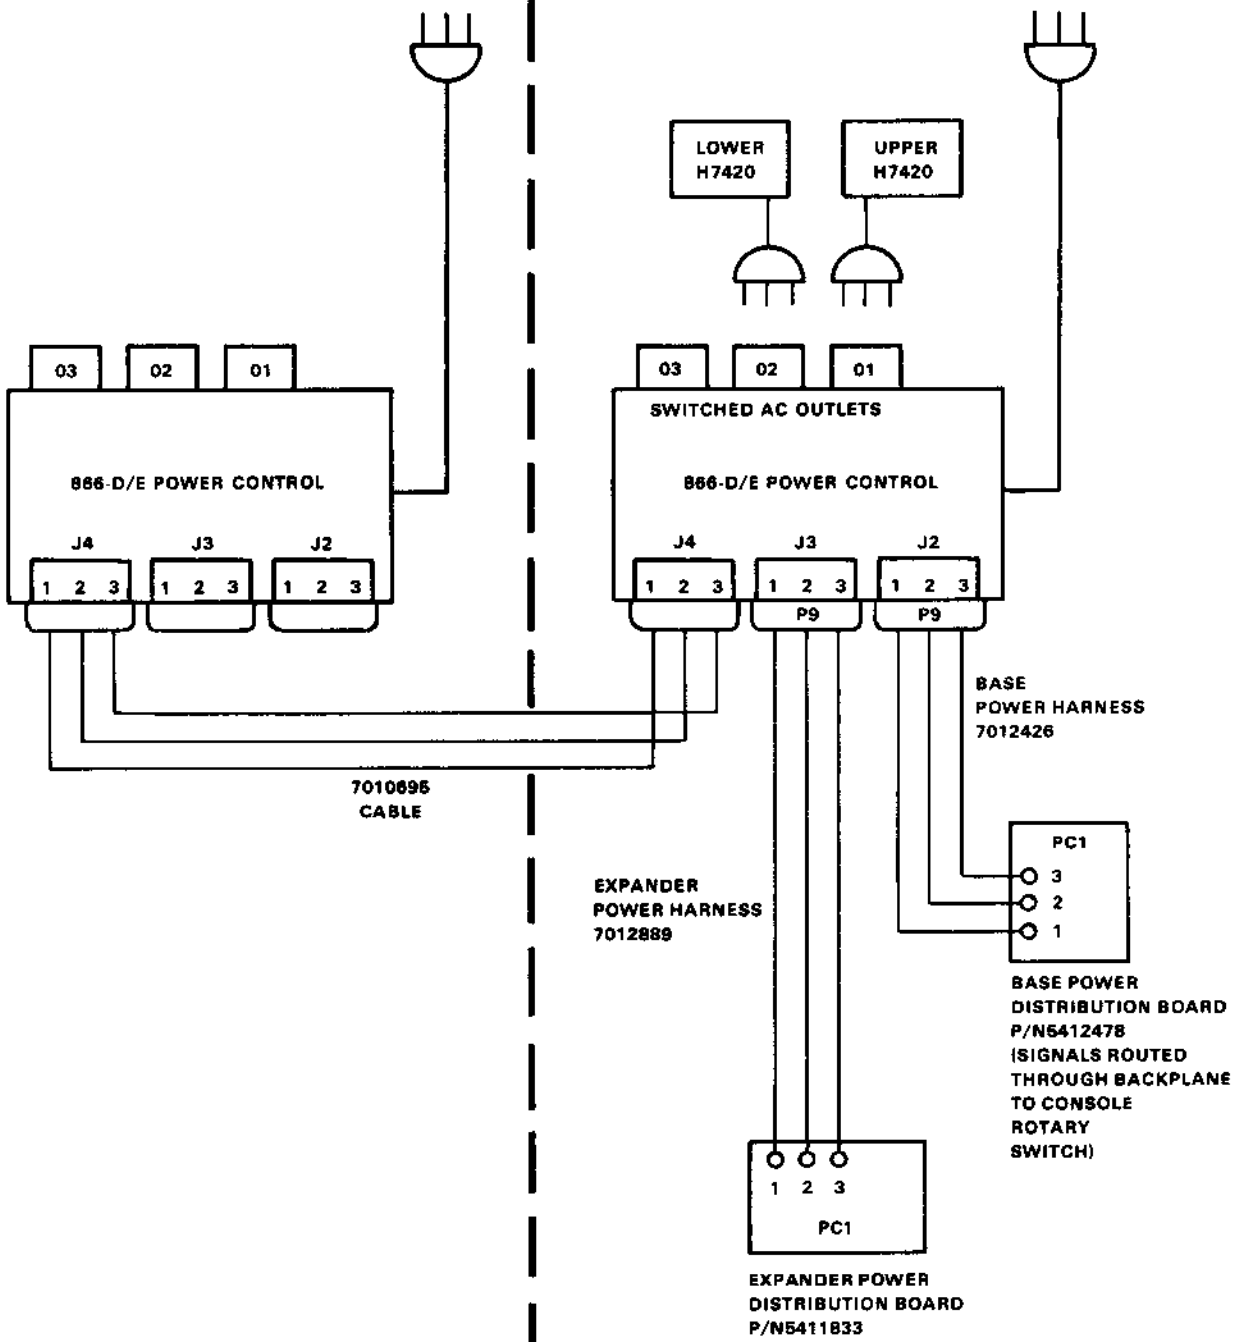 LOWER
H7420
UPPER
H7420
03 02 01
03 02 01
SWITCHED AC OUTLETS
866-D/E POWER CONTROL
866-D/E POWER CONTROL
J4 J3 J2
J4 J3 J2
1 2 3 1 2 3 1 2 3
1 2 3 1 2 3 1 2 3
P9 P9
BASE
POWER HARNESS
7012426
7010695
CABLE
PC1
3
2
1
EXPANDER
POWER HARNESS
7012889
BASE POWER
DISTRIBUTION BOARD
P/N5412478
(SIGNALS ROUTED
THROUGH BACKPLANE
TO CONSOLE
ROTARY
SWITCH)
1 2 3
PC1
EXPANDER POWER
DISTRIBUTION BOARD
P/N5411833